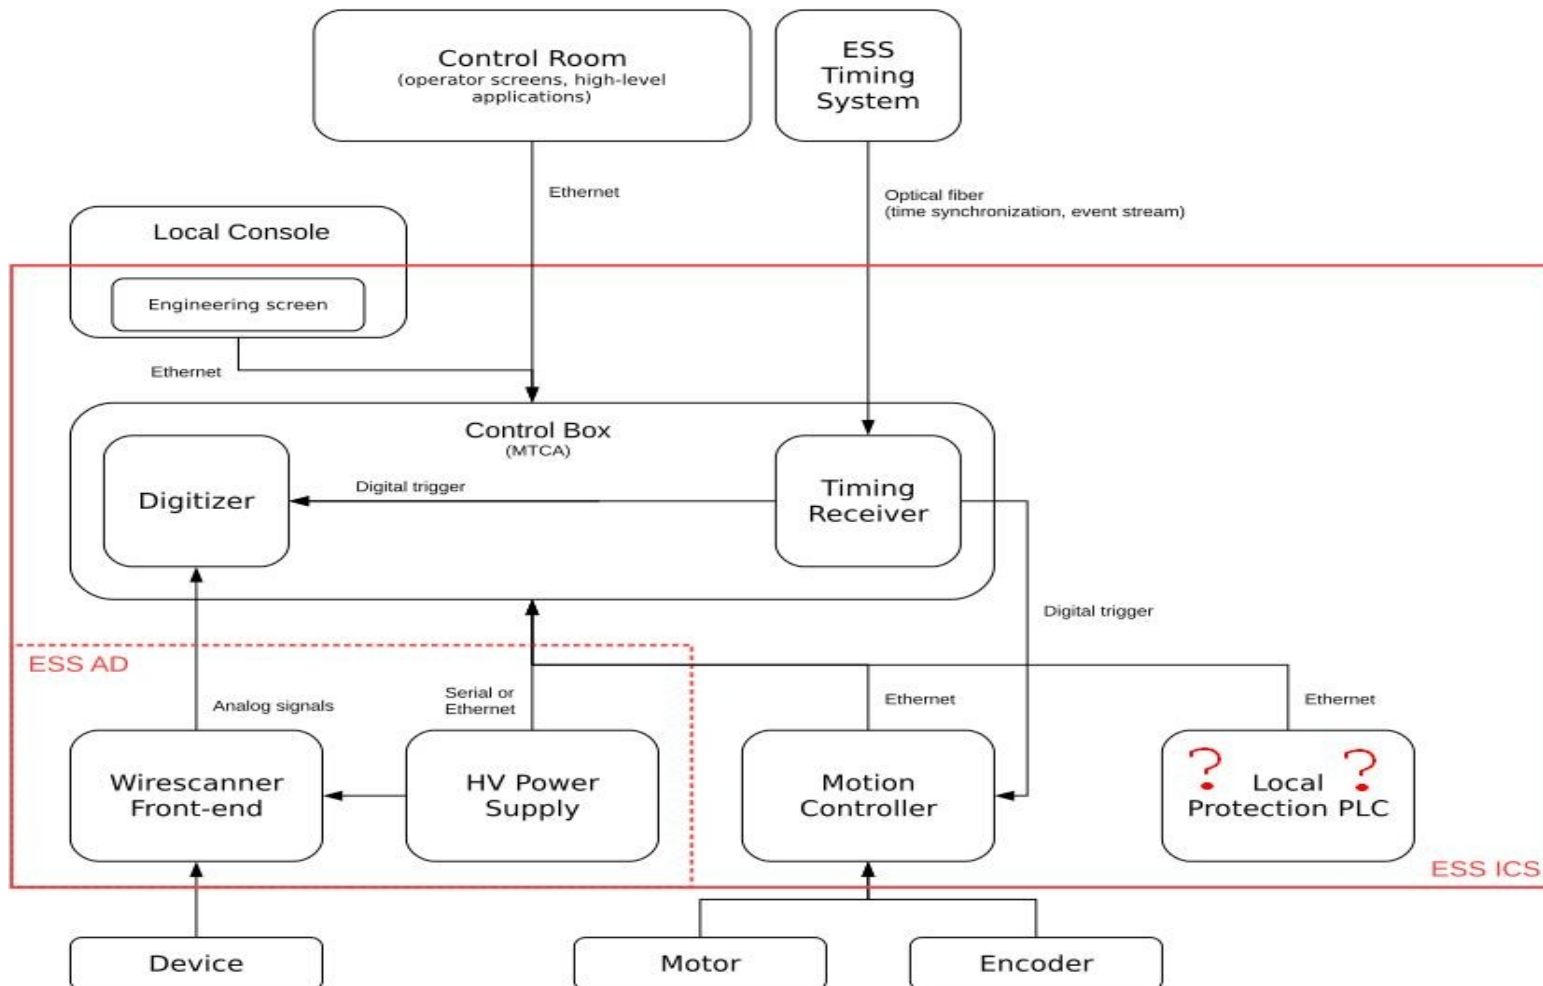 Control Room
(operator screens, high-level
applications)
ESS
Timing
System
Ethernet
Optical fiber
(time synchronization, event stream)
Local Console
Engineering screen
Ethernet
Control Box
(MTCA)
Digitizer
Digital trigger
Timing
Receiver
Digital trigger
ESS AD
Analog signals
Serial or
Ethernet
Ethernet
Ethernet
Wirescanner
Front-end
HV Power
Supply
Motion
Controller
? ?
Local
Protection PLC
ESS ICS
Device
Motor
Encoder